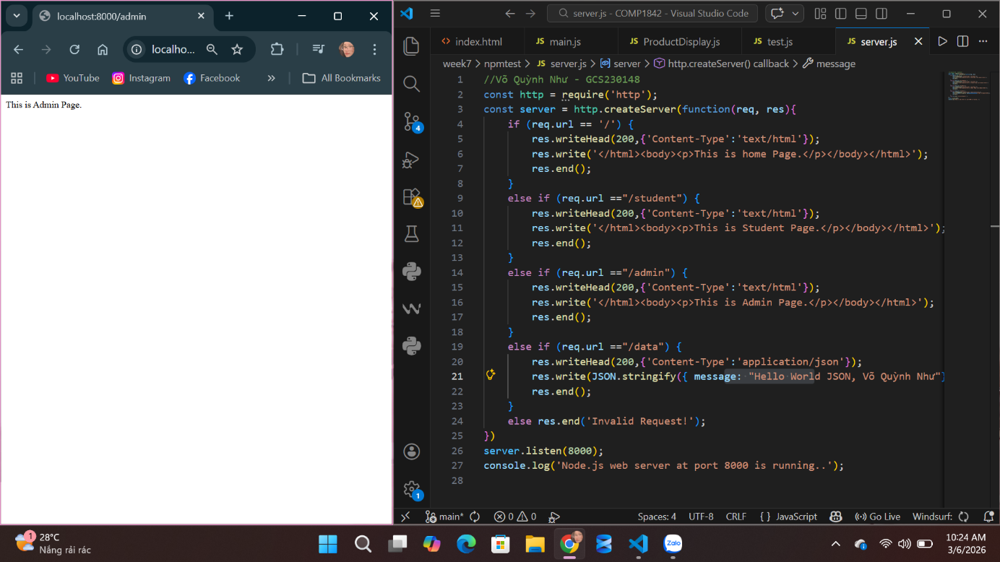 localhost:8000/admin
localho...
YouTube
Instagram
Facebook
»
All Bookmarks
This is Admin Page.
server.js - COMP1842 - Visual Studio Code
index.html
JS main.js
JS ProductDisplay.js
JS test.js
JS server.js
week7 > npmtest > JS server.js > server > http.createServer() callback > message
1 //Võ Quỳnh Như - GCS230148
2 const http = require('http');
3 const server = http.createServer(function(req, res){
4 if (req.url == '/') {
5 res.writeHead(200,{'Content-Type':'text/html'});
6 res.write('</html><body><p>This is home Page.</p></body></html>');
7 res.end();
8 }
9 else if (req.url =="/student") {
10 res.writeHead(200,{'Content-Type':'text/html'});
11 res.write('</html><body><p>This is Student Page.</p></body></html>');
12 res.end();
13 }
14 else if (req.url =="/admin") {
15 res.writeHead(200,{'Content-Type':'text/html'});
16 res.write('</html><body><p>This is Admin Page.</p></body></html>');
17 res.end();
18 }
19 else if (req.url =="/data") {
20 res.writeHead(200,{'Content-Type':'application/json'});
21 res.write(JSON.stringify({ message: "Hello World JSON, Võ Quỳnh Như"}
22 res.end();
23 }
24 else res.end('Invalid Request!');
25 })
26 server.listen(8000);
27 console.log('Node.js web server at port 8000 is running..');
28
4
1
main*
0
0
Spaces: 4
UTF-8
CRLF
{ } JavaScript
Go Live
Windsurf:
1
28°C
Nắng rải rác
Zalo
10:24 AM
3/6/2026